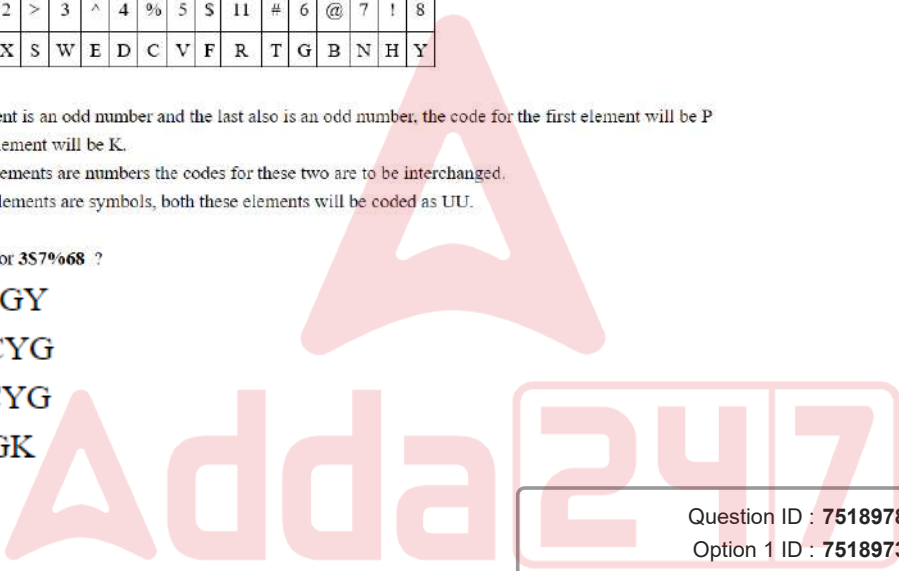 2 > 3 ^ 4 % 5 $ 11 # 6 @ 7 ! 8
X S W E D C V F R T G B N H Y
ent is an odd number and the last also is an odd number, the code for the first element will be P
ement will be K.
ements are numbers the codes for these two are to be interchanged.
lements are symbols, both these elements will be coded as UU.
or 3$7%68 ?
GY
YG
YG
GK
Adda247
Question ID : 7518978
Option 1 ID : 7518973